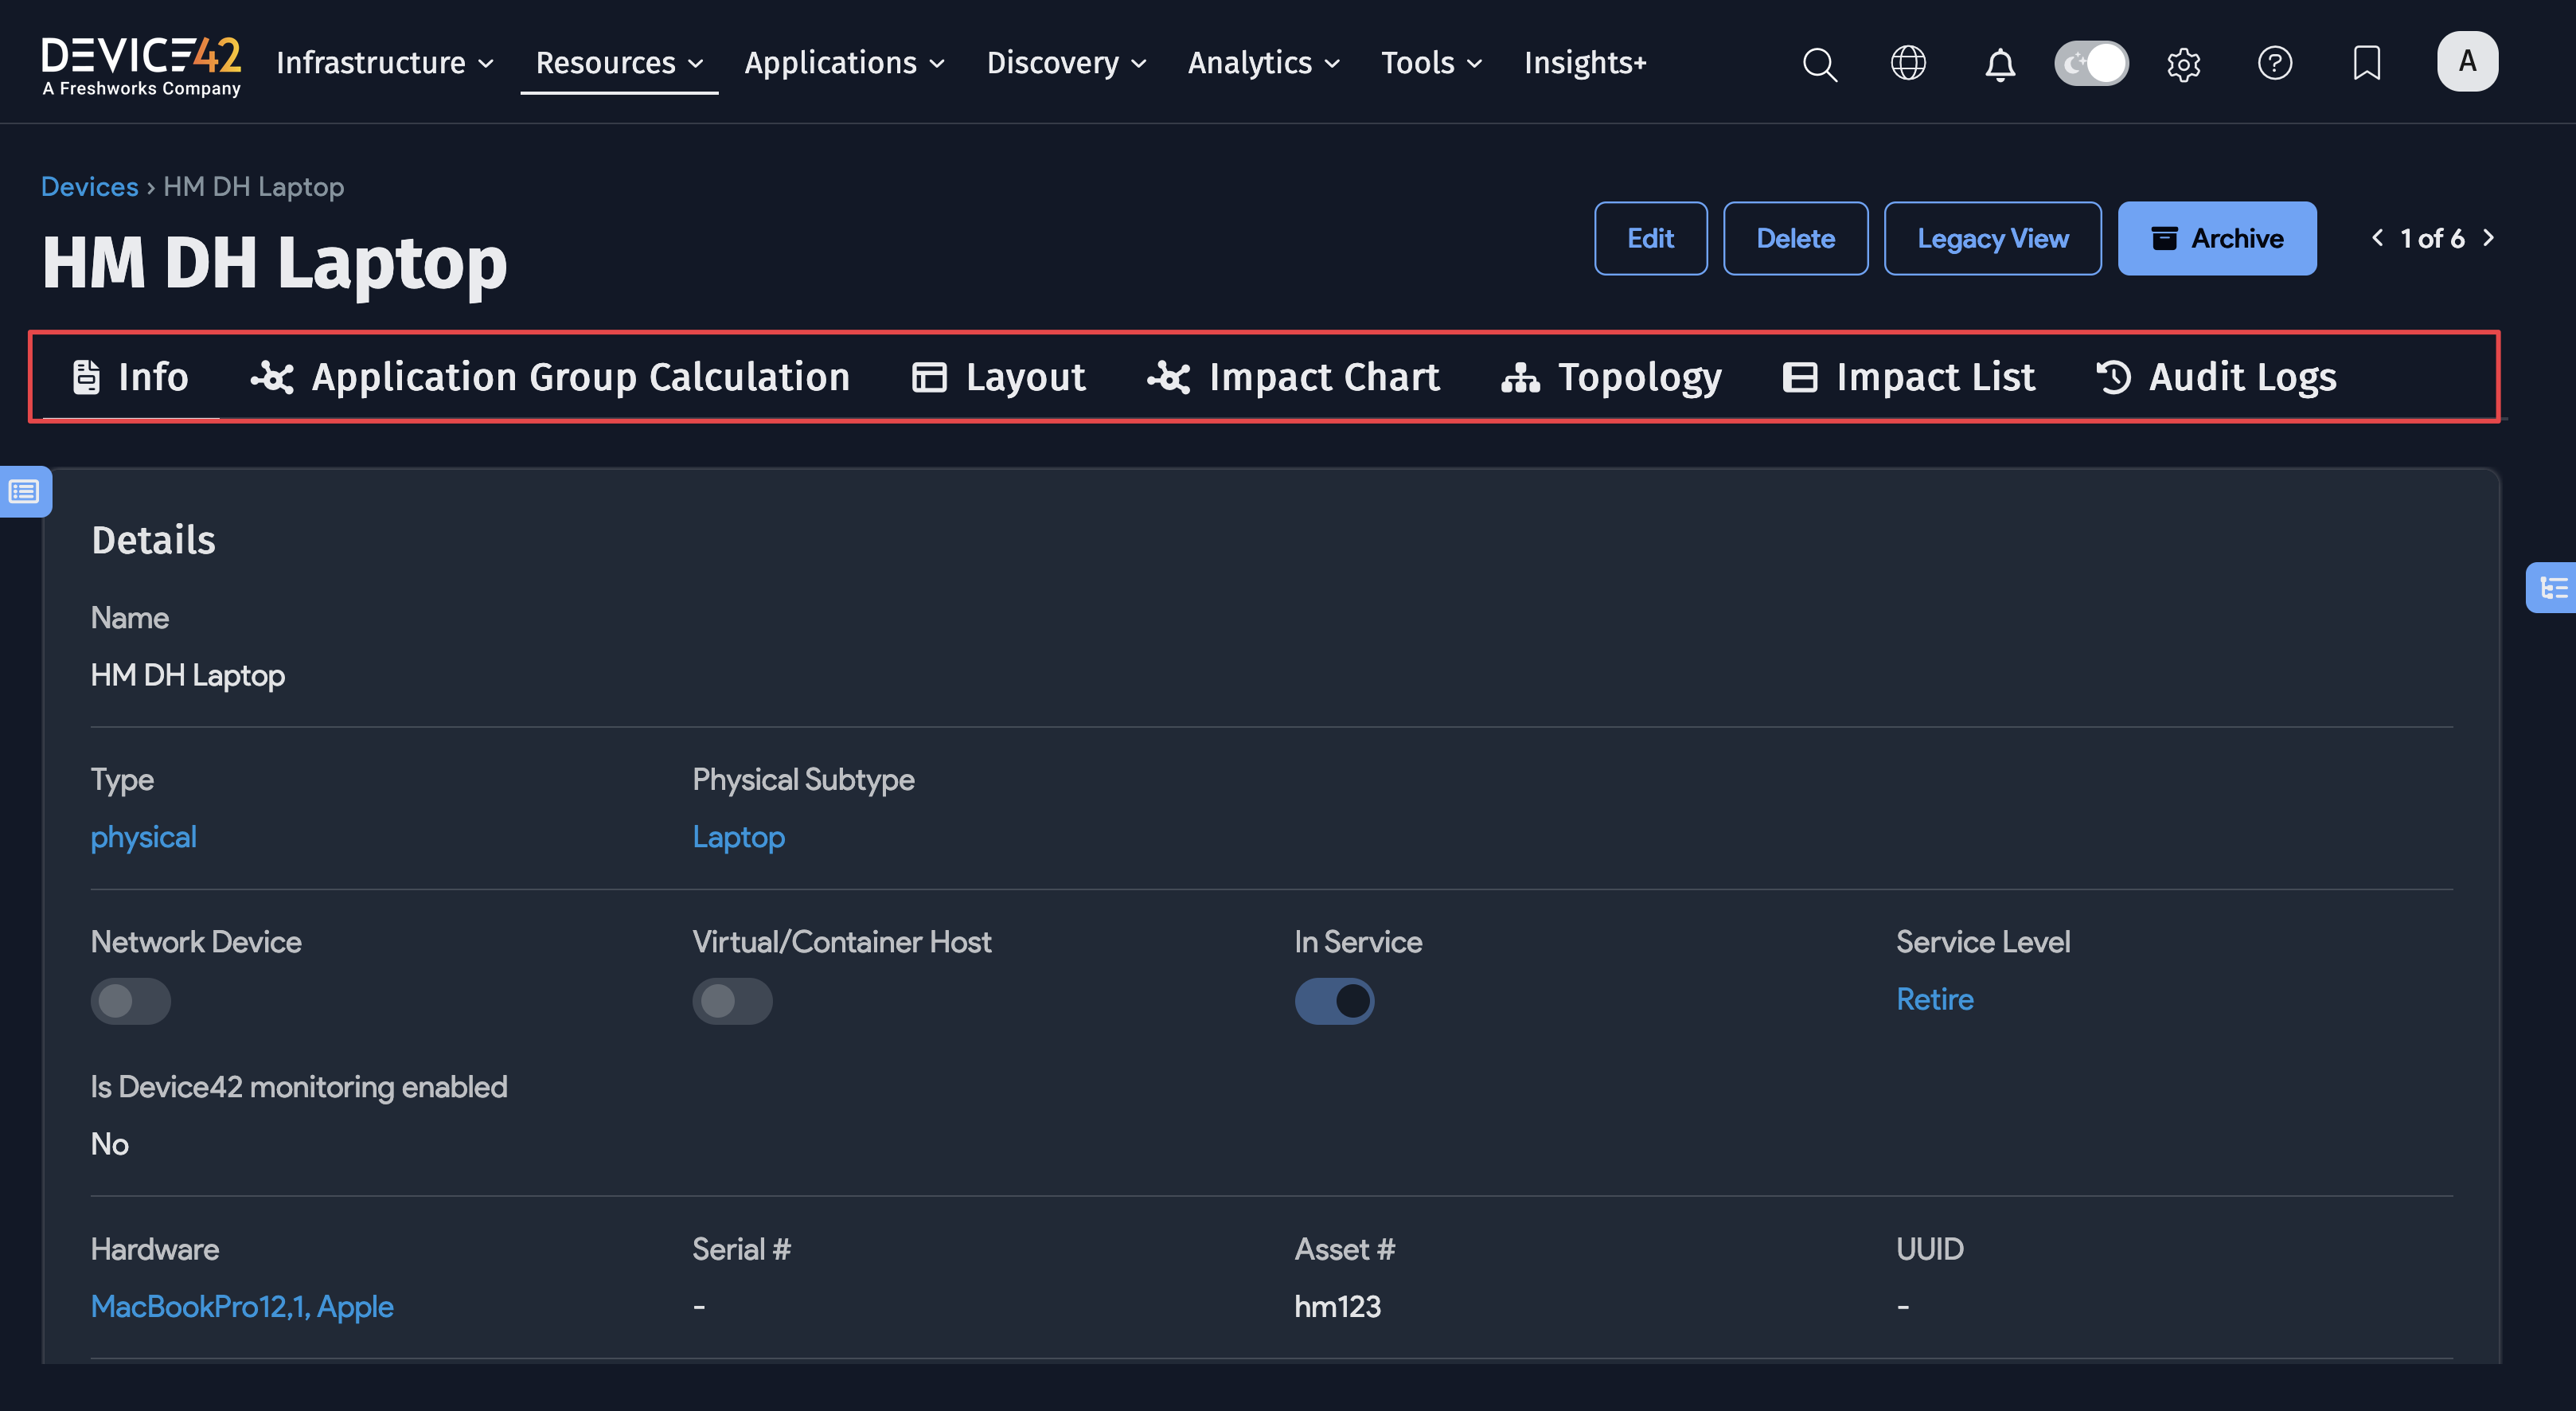 DEVICE42
A Freshworks Company
Infrastructure Resources Applications Discovery Analytics Tools Insights+
A
Devices › HM DH Laptop
HM DH Laptop
Edit Delete Legacy View Archive 1 of 6
Info Application Group Calculation Layout Impact Chart Topology Impact List Audit Logs
Details
Name
HM DH Laptop
Type Physical Subtype
physical Laptop
Network Device Virtual/Container Host In Service Service Level
Retire
Is Device42 monitoring enabled
No
Hardware Serial # Asset # UUID
MacBookPro12,1, Apple - hm123 -